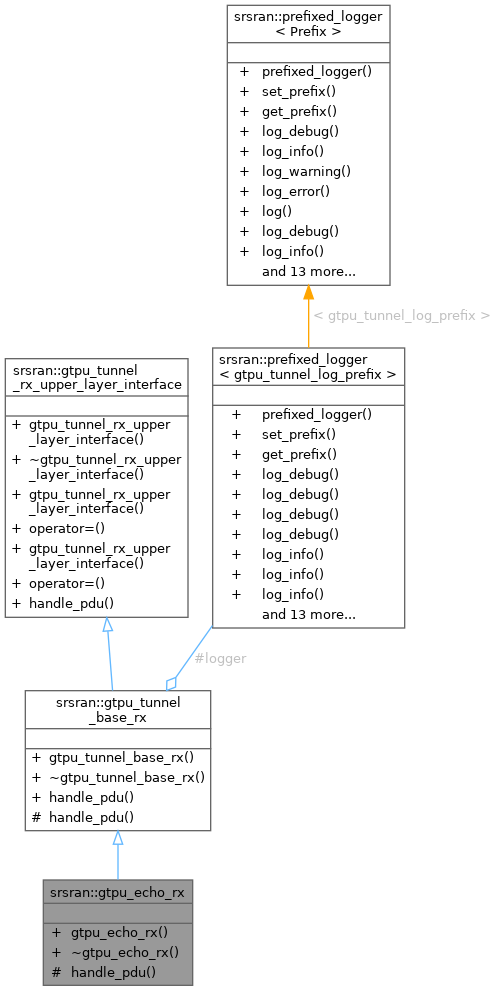 srsran::prefixed_logger
< Prefix >
+ prefixed_logger()
+ set_prefix()
+ get_prefix()
+ log_debug()
+ log_info()
+ log_warning()
+ log_error()
+ log()
+ log_debug()
+ log_info()
and 13 more...
< gtpu_tunnel_log_prefix >
srsran::prefixed_logger
< gtpu_tunnel_log_prefix >
+ prefixed_logger()
+ set_prefix()
+ get_prefix()
+ log_debug()
+ log_debug()
+ log_debug()
+ log_debug()
+ log_info()
+ log_info()
+ log_info()
and 13 more...
srsran::gtpu_tunnel
_rx_upper_layer_interface
+ gtpu_tunnel_rx_upper
_layer_interface()
+ ~gtpu_tunnel_rx_upper
_layer_interface()
+ gtpu_tunnel_rx_upper
_layer_interface()
+ operator=()
+ gtpu_tunnel_rx_upper
_layer_interface()
+ operator=()
+ handle_pdu()
#logger
srsran::gtpu_tunnel
_base_rx
+ gtpu_tunnel_base_rx()
+ ~gtpu_tunnel_base_rx()
+ handle_pdu()
# handle_pdu()
srsran::gtpu_echo_rx
+ gtpu_echo_rx()
+ ~gtpu_echo_rx()
# handle_pdu()